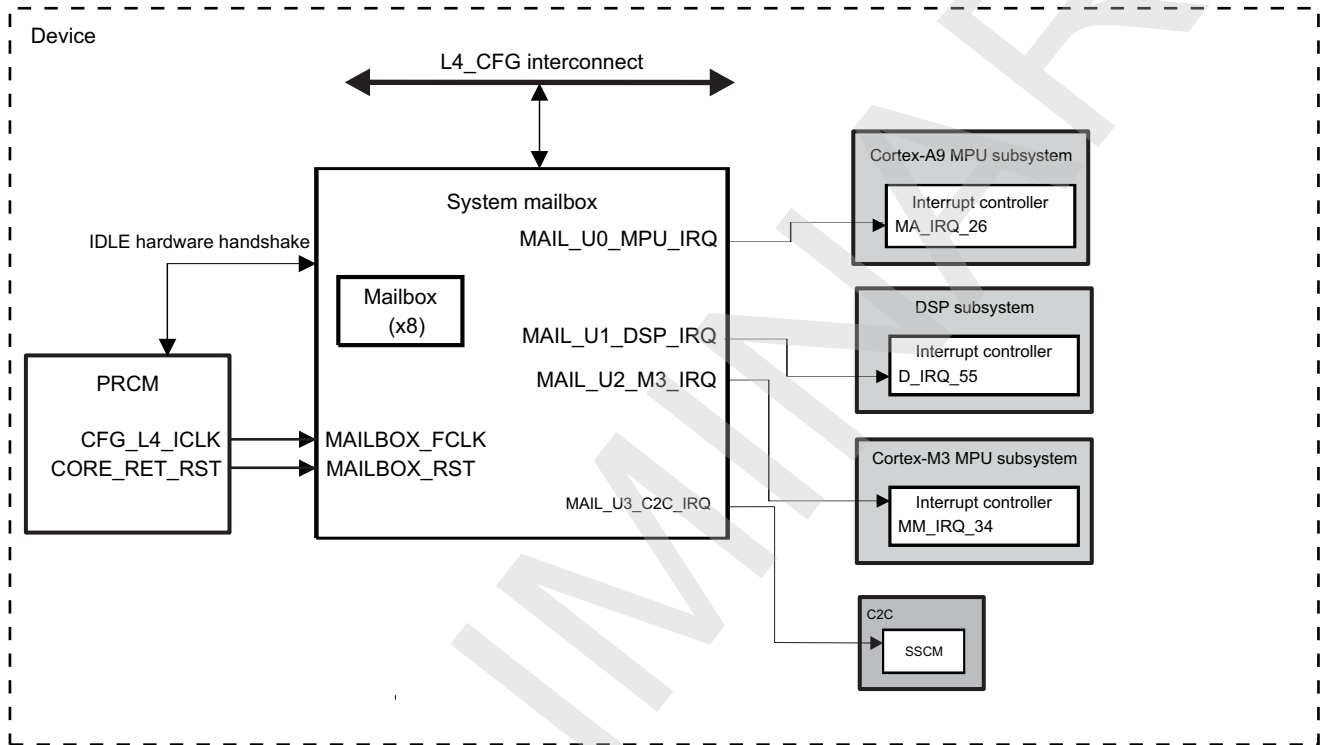 Device
L4_CFG interconnect
Cortex-A9 MPU subsystem
Interrupt controller
MA_IRQ_26
System mailbox
MAIL_U0_MPU_IRQ
IDLE hardware handshake
Mailbox
(x8)
DSP subsystem
MAIL_U1_DSP_IRQ
Interrupt controller
D_IRQ_55
MAIL_U2_M3_IRQ
PRCM
CFG_L4_ICLK
MAILBOX_FCLK
CORE_RET_RST
MAILBOX_RST
Cortex-M3 MPU subsystem
Interrupt controller
MM_IRQ_34
MAIL_U3_C2C_IRQ
C2C
SSCM
IMINAR